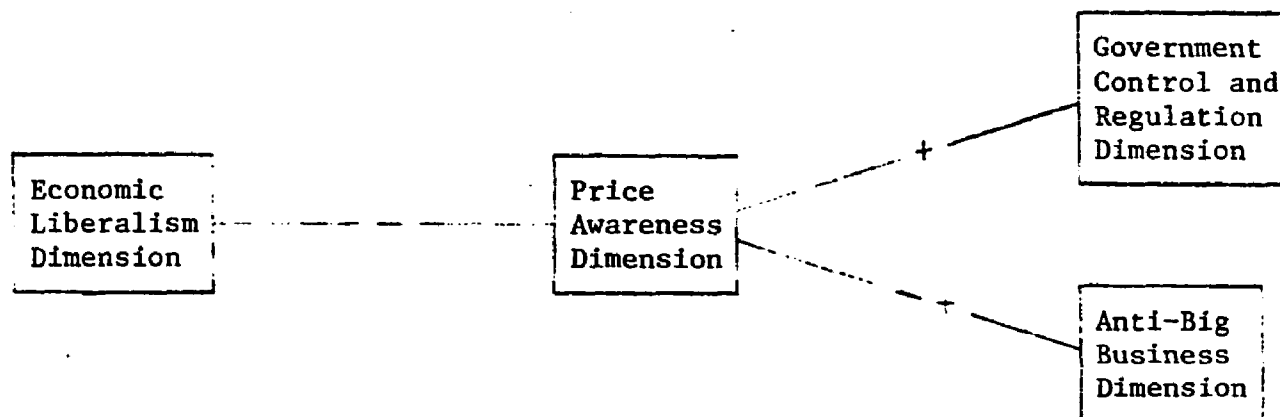 Government
Control and
Regulation
Dimension
Economic
Liberalism
Dimension
Price
Awareness
Dimension
+
+
Anti-Big
Business
Dimension